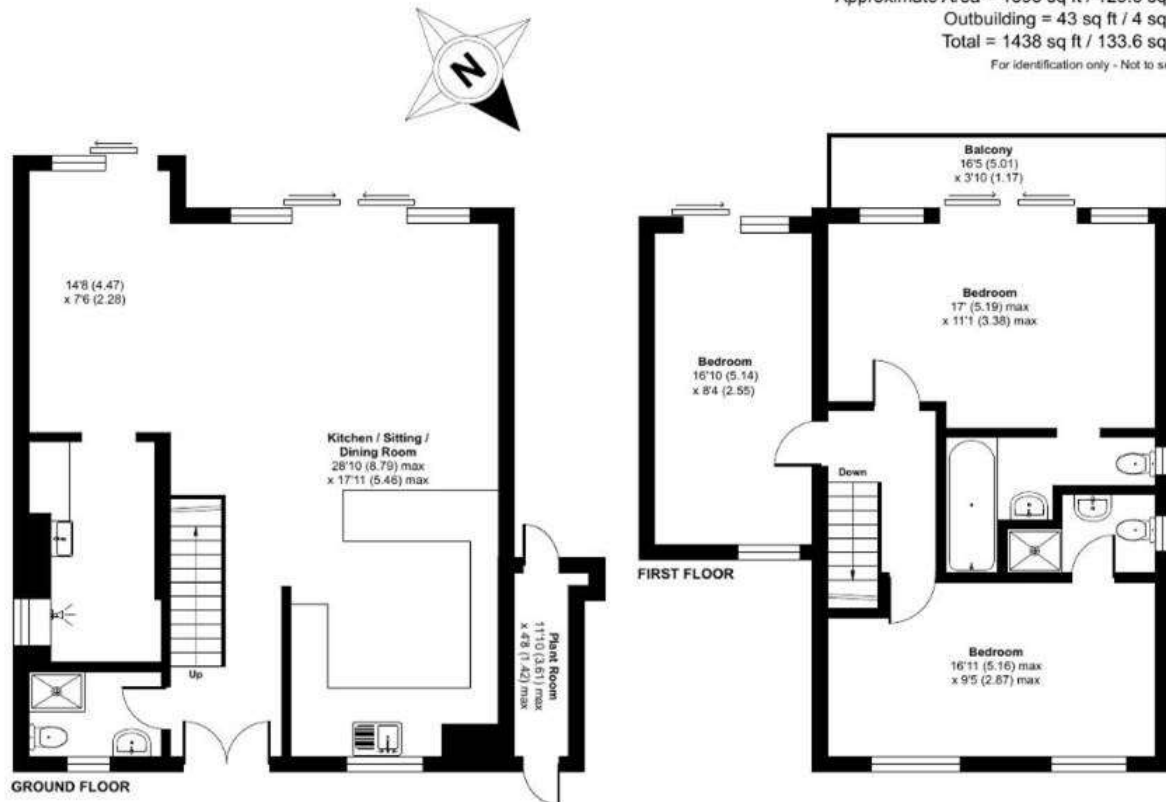 Outbuilding = 43 sq ft / 4 sq
Total = 1438 sq ft / 133.6 sq
For identification only - Not to
N
Balcony
16'5 (5.01)
x 3'10 (1.17)
14'8 (4.47)
x 7'6 (2.28)
Bedroom
17' (5.19) max
x 11'1 (3.38) max
Bedroom
16'10 (5.14)
x 8'4 (2.55)
Kitchen / Sitting /
Dining Room
28'10 (8.79) max
x 17'11 (5.46) max
Down
FIRST FLOOR
Plant Room
11'10 (3.61) max
x 4'8 (1.42) max
Up
Bedroom
16'11 (5.16) max
x 9'5 (2.87) max
GROUND FLOOR